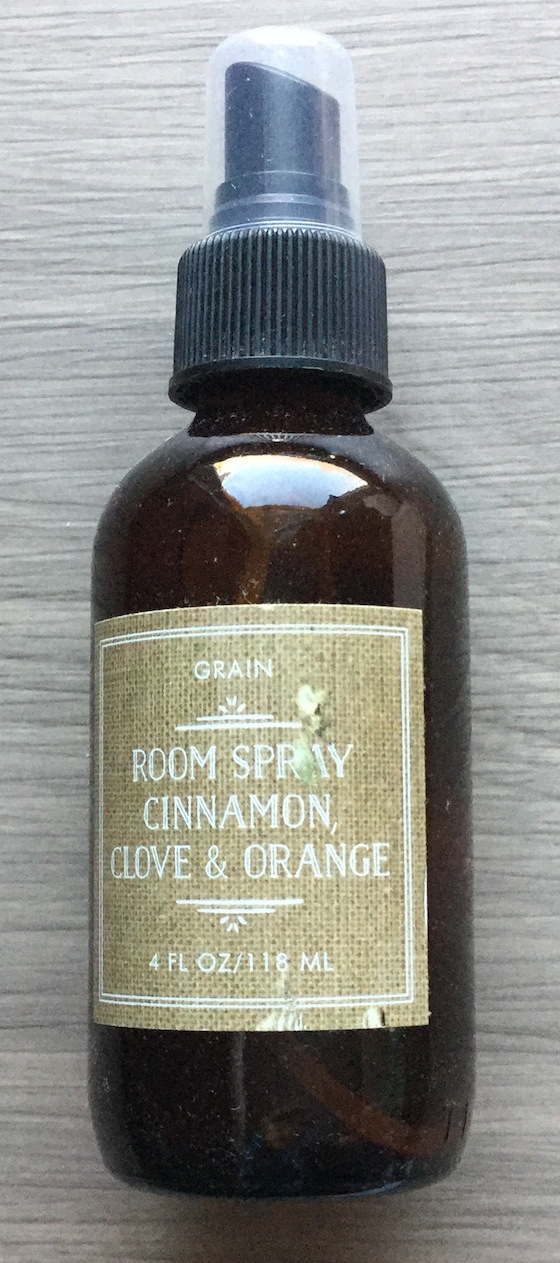 GRAIN
ROOM SPRAY
CINNAMON,
CLOVE & ORANGE
4 FL OZ/118 ML